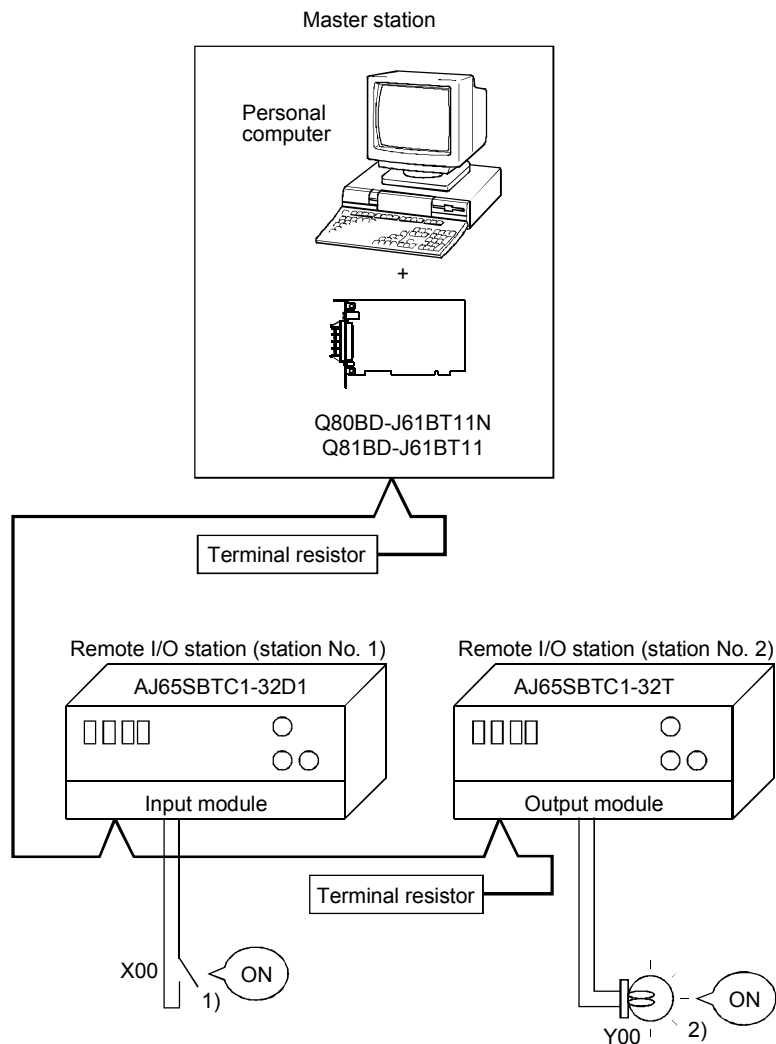 Master station
Personal
computer
+
Q80BD-J61BT11N
Q81BD-J61BT11
Terminal resistor
Remote I/O station (station No. 1)
AJ65SBTC1-32D1
Input module
Remote I/O station (station No. 2)
AJ65SBTC1-32T
Output module
Terminal resistor
X00
1)
ON
Y00
2)
ON